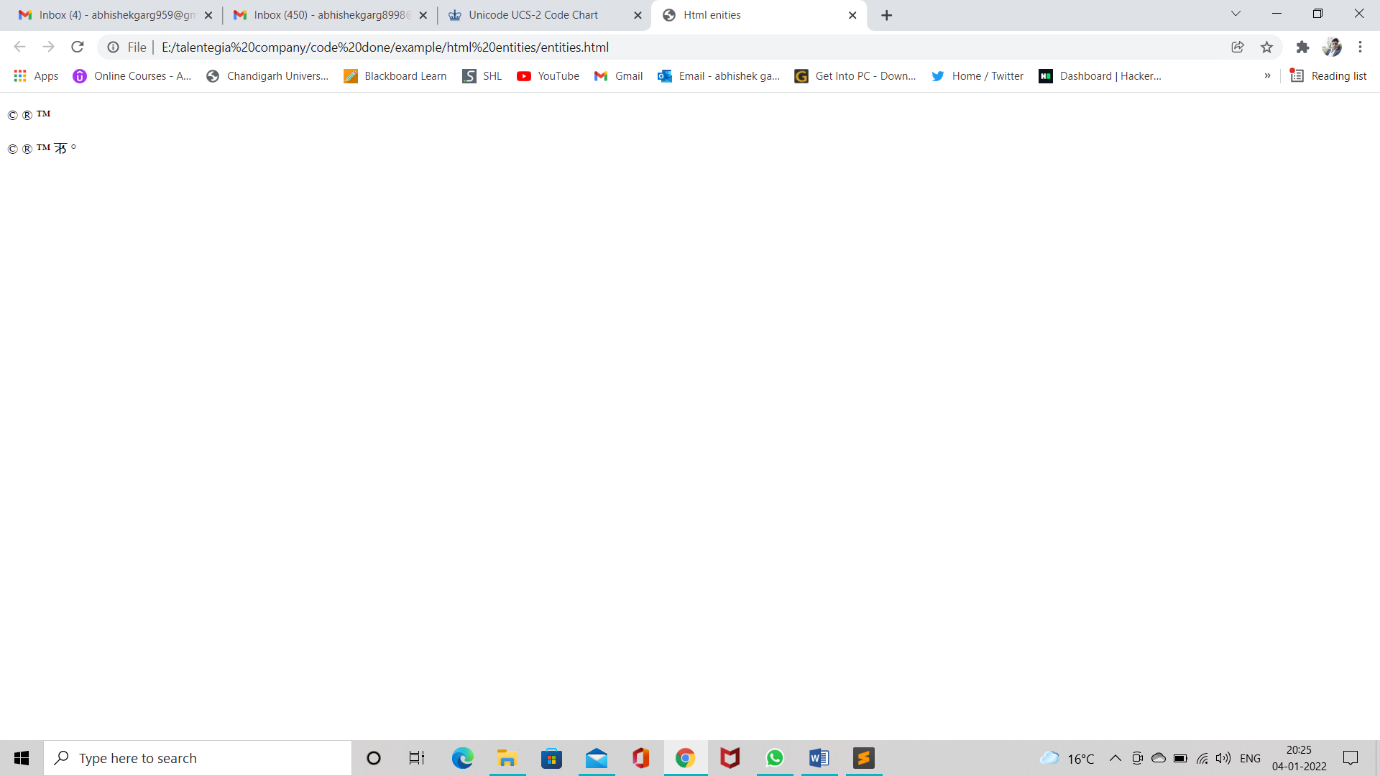 Inbox (4) - abhishekgarg959@gm
Inbox (450) - abhishekgarg8998@
Unicode UCS-2 Code Chart
Html enities
File
E:/talentegia%20company/code%20done/example/html%20entities/entities.html
Apps
Online Courses - A...
Chandigarh Univers...
Blackboard Learn
SHL
YouTube
Gmail
Email - abhishek ga...
Get Into PC - Down...
Home / Twitter
Dashboard | Hacker...
»
Reading list
© ® ™
© ® ™ ऋ °
Type here to search
16°C
ENG
20:25
04-01-2022